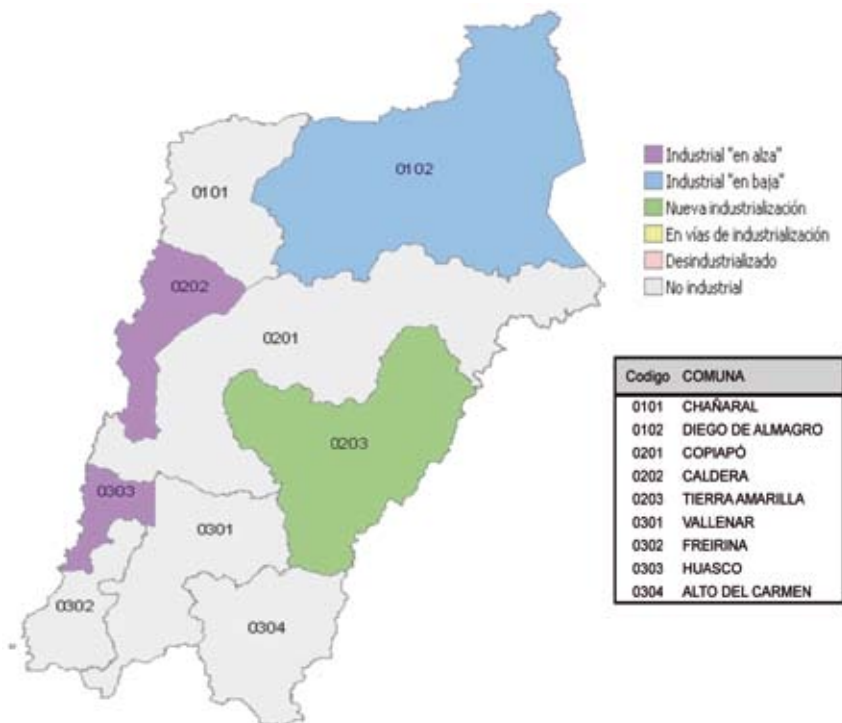 0102
0101
0202
0201
0203
0303
0301
0302
0304
Industrial "en alza"
Industrial "en baja"
Nueva industrialización
En vías de industrialización
Desindustrializado
No industrial
Codigo COMUNA
0101 CHAÑARAL
0102 DIEGO DE ALMAGRO
0201 COPIAPÓ
0202 CALDERA
0203 TIERRA AMARILLA
0301 VALLENAR
0302 FREIRINA
0303 HUASCO
0304 ALTO DEL CARMEN